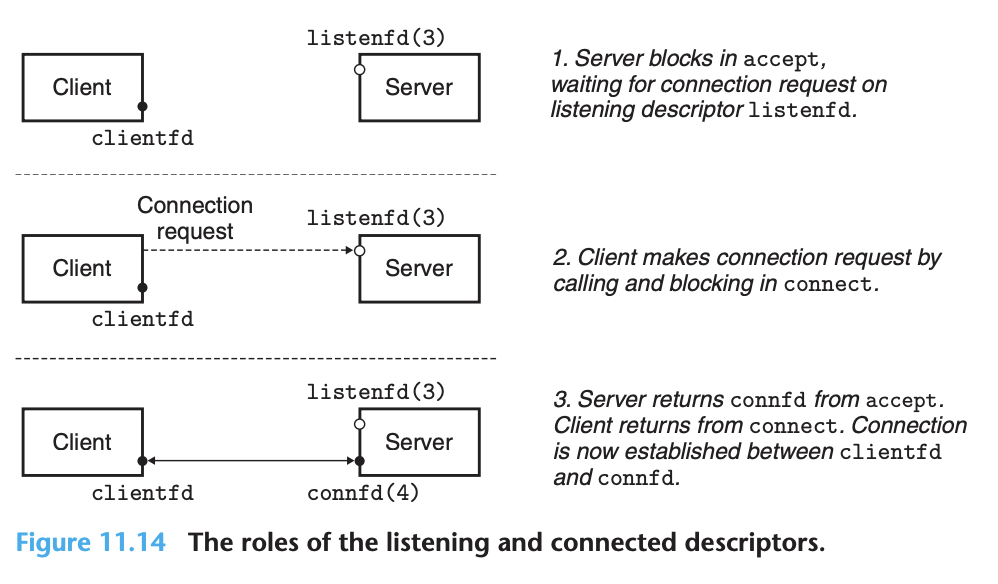 listenfd(3)
Client
Server
clientfd
1. Server blocks in accept,
waiting for connection request on
listening descriptor listenfd.
Connection
request
listenfd(3)
Client
Server
clientfd
2. Client makes connection request by
calling and blocking in connect.
listenfd(3)
Client
Server
clientfd
connfd(4)
3. Server returns connfd from accept.
Client returns from connect. Connection
is now established between clientfd
and connfd.
Figure 11.14 The roles of the listening and connected descriptors.